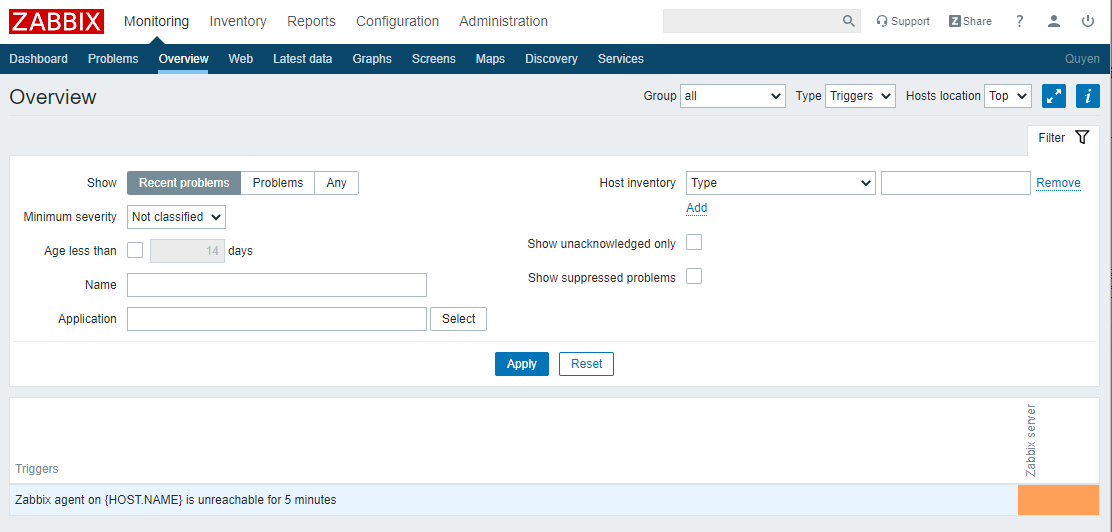 ZABBIX Monitoring Inventory Reports Configuration Administration Support Z Share ?
Dashboard Problems Overview Web Latest data Graphs Screens Maps Discovery Services Quyen
Overview Group all Type Triggers Hosts location Top i
Filter
Show Recent problems Problems Any Host inventory Type Remove
Add
Minimum severity Not classified
Show unacknowledged only
Age less than 14 days
Show suppressed problems
Name
Application Select
Apply Reset
Zabbix server
Triggers
Zabbix agent on {HOST.NAME} is unreachable for 5 minutes